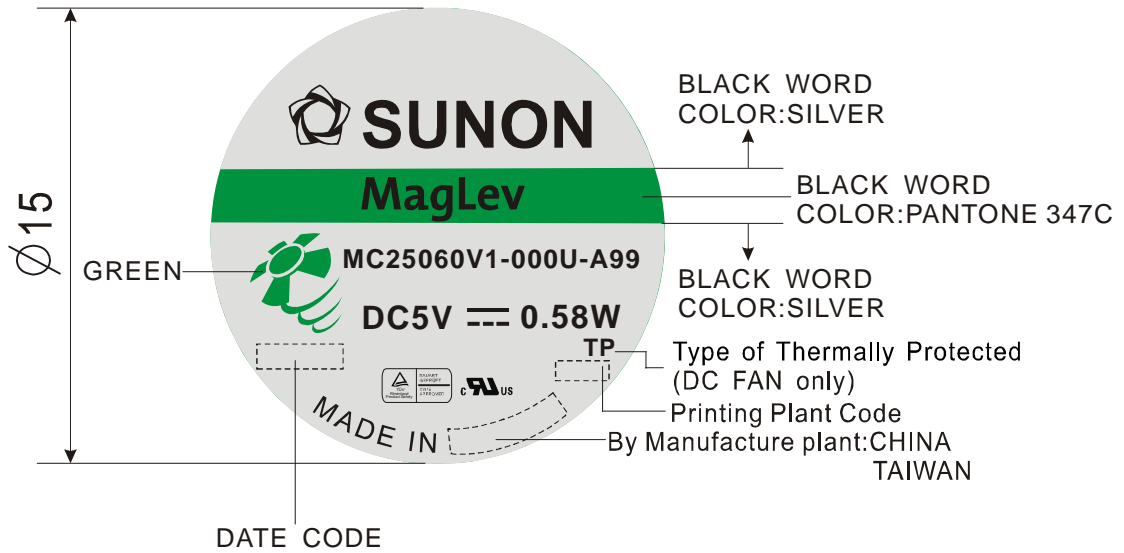 BLACK WORD
COLOR:SILVER
SUNON
MagLev
BLACK WORD
COLOR:PANTONE 347C
Ø15
GREEN
MC25060V1-000U-A99
BLACK WORD
COLOR:SILVER
DC5V 0.58W
TP
Type of Thermally Protected
(DC FAN only)
c US
Printing Plant Code
MADE IN
By Manufacture plant:CHINA
TAIWAN
DATE CODE